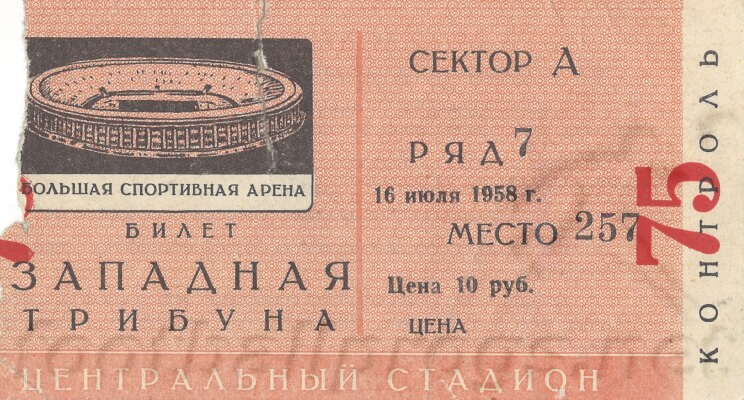 БОЛЬШАЯ СПОРТИВНАЯ АРЕНА
БИЛЕТ
ЗАПАДНАЯ
ТРИБУНА
СЕКТОР А
РЯД 7
16 июля 1958 г.
МЕСТО 257
Цена 10 руб.
ЦЕНА
ЦЕНТРАЛЬНЫЙ СТАДИОН
КОНТРОЛЬ
75